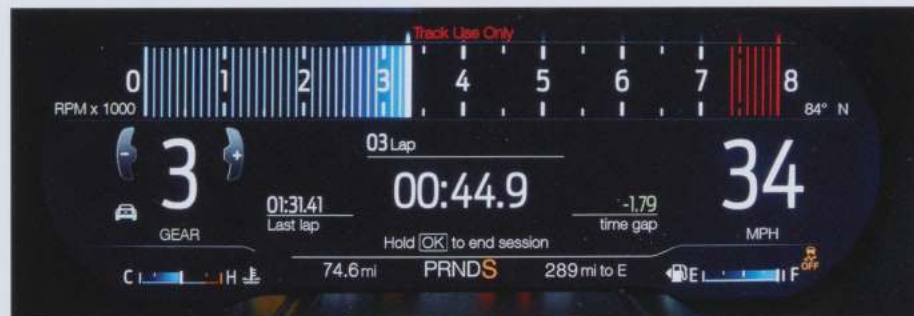 Track Use Only
0 1 2 3 4 5 6 7 8
RPM x 1000
84° N
- 3 +
GEAR
03 Lap
00:44.9
01:31.41
Last lap
-1.79
time gap
34
MPH
Hold OK to end session
OFF
C H
74.6 mi PRNDS 289 mi to E
E F